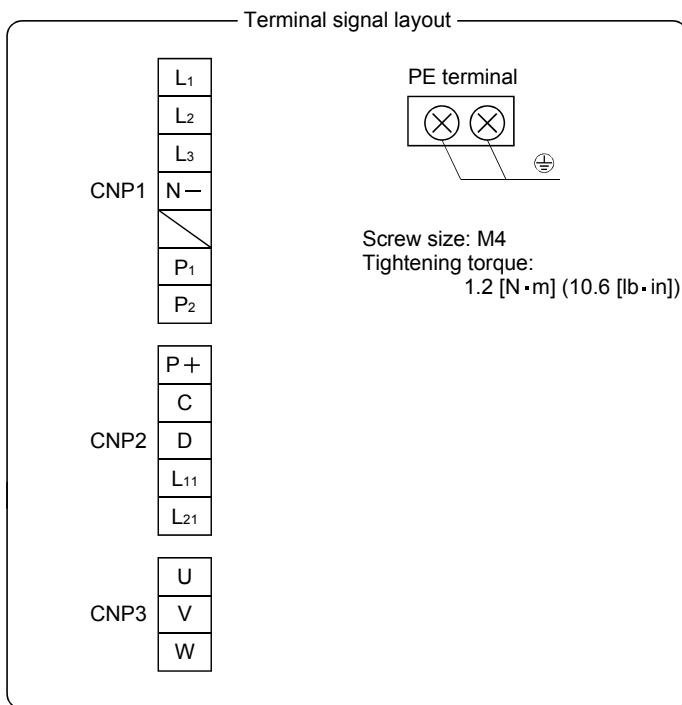 Terminal signal layout
CNP1
L1
L2
L3
N−
P1
P2
CNP2
P+
C
D
L11
L21
CNP3
U
V
W
PE terminal
Screw size: M4
Tightening torque:
1.2 [N·m] (10.6 [lb·in])